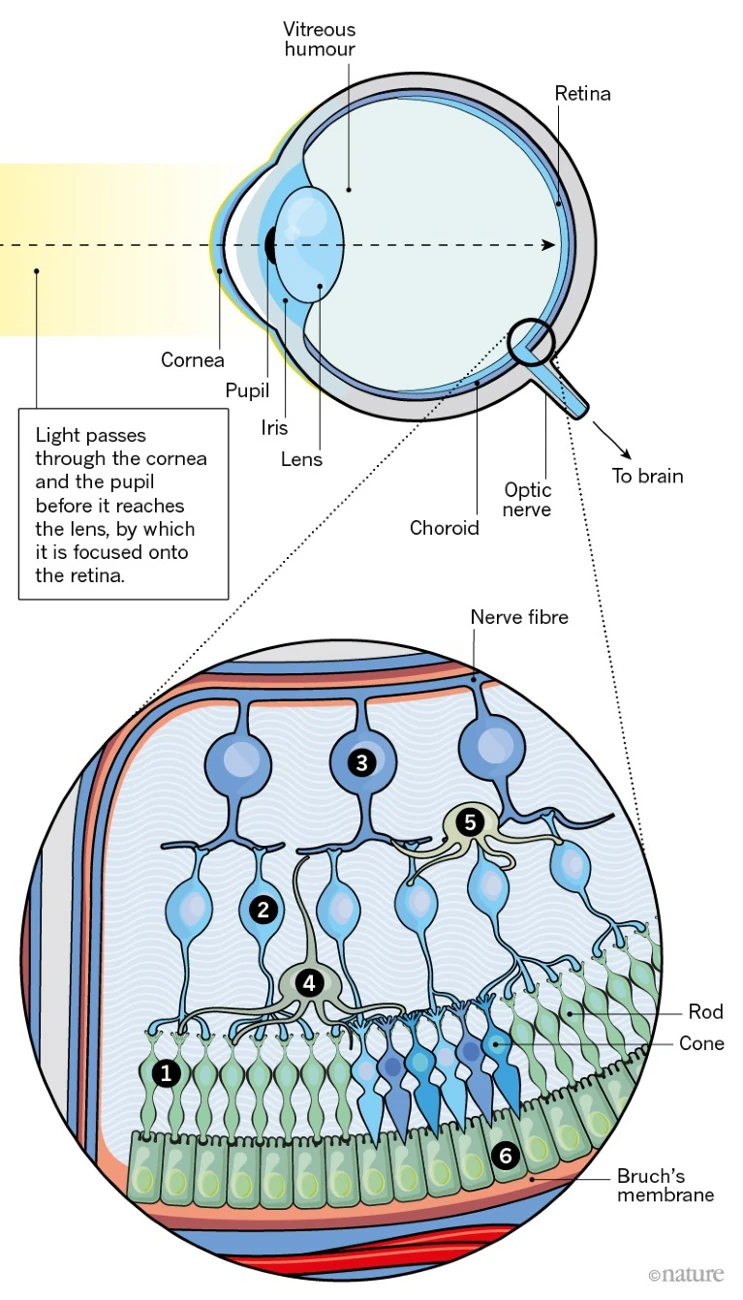 Vitreous
humour
Retina
Cornea
Pupil
Iris
Lens
Light passes
through the cornea
and the pupil
before it reaches
the lens, by which
it is focused onto
the retina.
To brain
Optic
nerve
Choroid
Nerve fibre
3
5
2
4
Rod
Cone
1
6
Bruch's
membrane
©nature